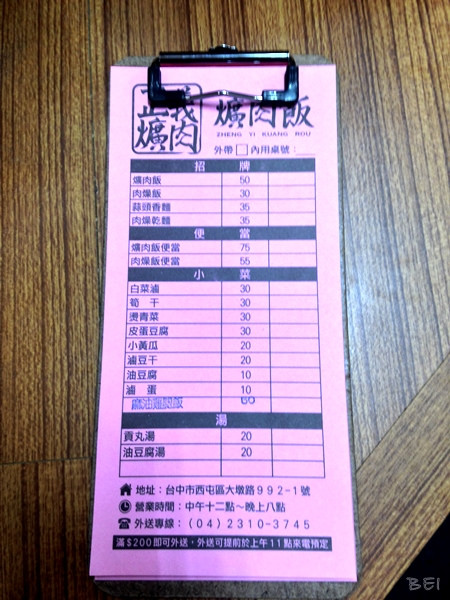 正義
爌肉
爌肉飯
ZHENG YI KUANG ROU
外帶 內用桌號：
招牌
爌肉飯 50
肉燥飯 30
蒜頭香麵 35
肉燥乾麵 35
便當
爌肉飯便當 75
肉燥飯便當 55
小菜
白菜滷 30
筍干 30
燙青菜 30
皮蛋豆腐 30
小黃瓜 20
滷豆干 20
油豆腐 10
滷蛋 10
湯
貢丸湯 20
油豆腐湯 20
地址：台中市西屯區大墩路992-1號
營業時間：中午十二點～晚上八點
外送專線：(04)2310-3745
滿$200即可外送，外送可提前於上午11點來電預定
BEI